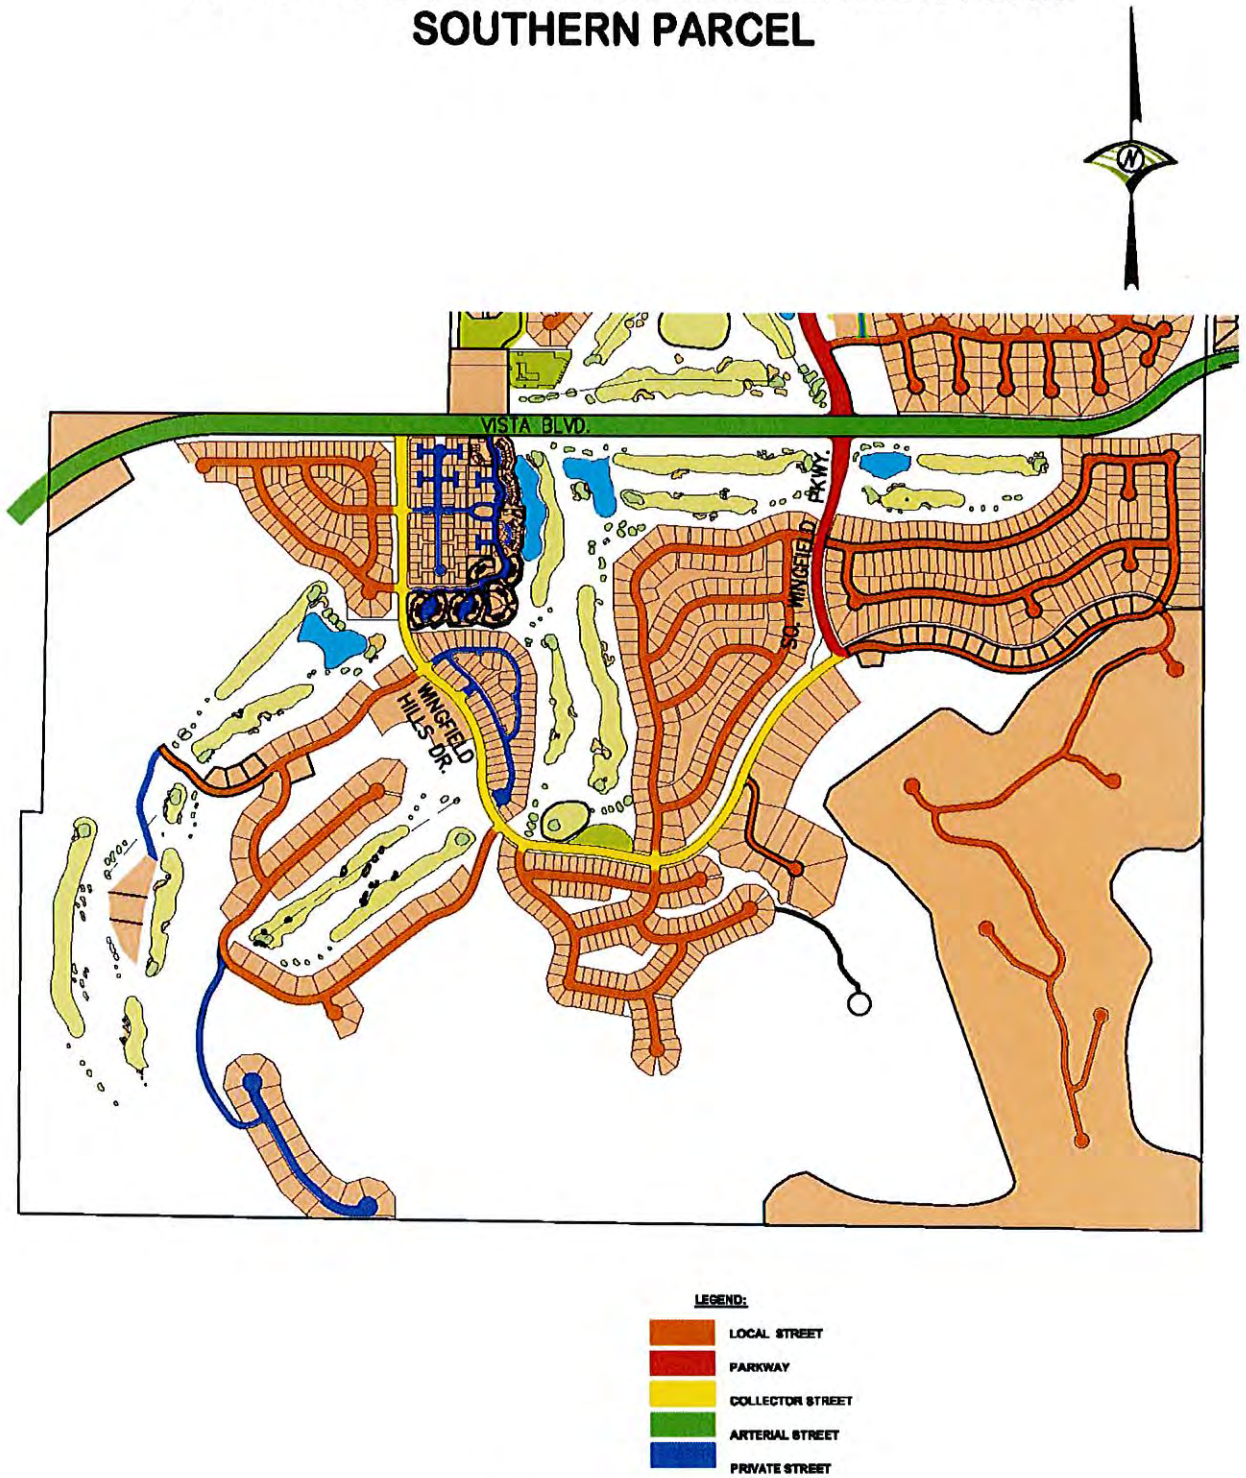 SOUTHERN PARCEL
N
VISTA BLVD.
SO. WINGFIELD PKWY.
WINGFIELD
HILLS DR.
LEGEND:
LOCAL STREET
PARKWAY
COLLECTOR STREET
ARTERIAL STREET
PRIVATE STREET